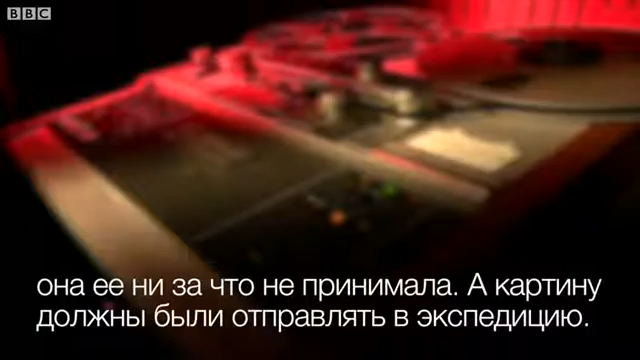 BBC
она ее ни за что не принимала. А картину
должны были отправлять в экспедицию.